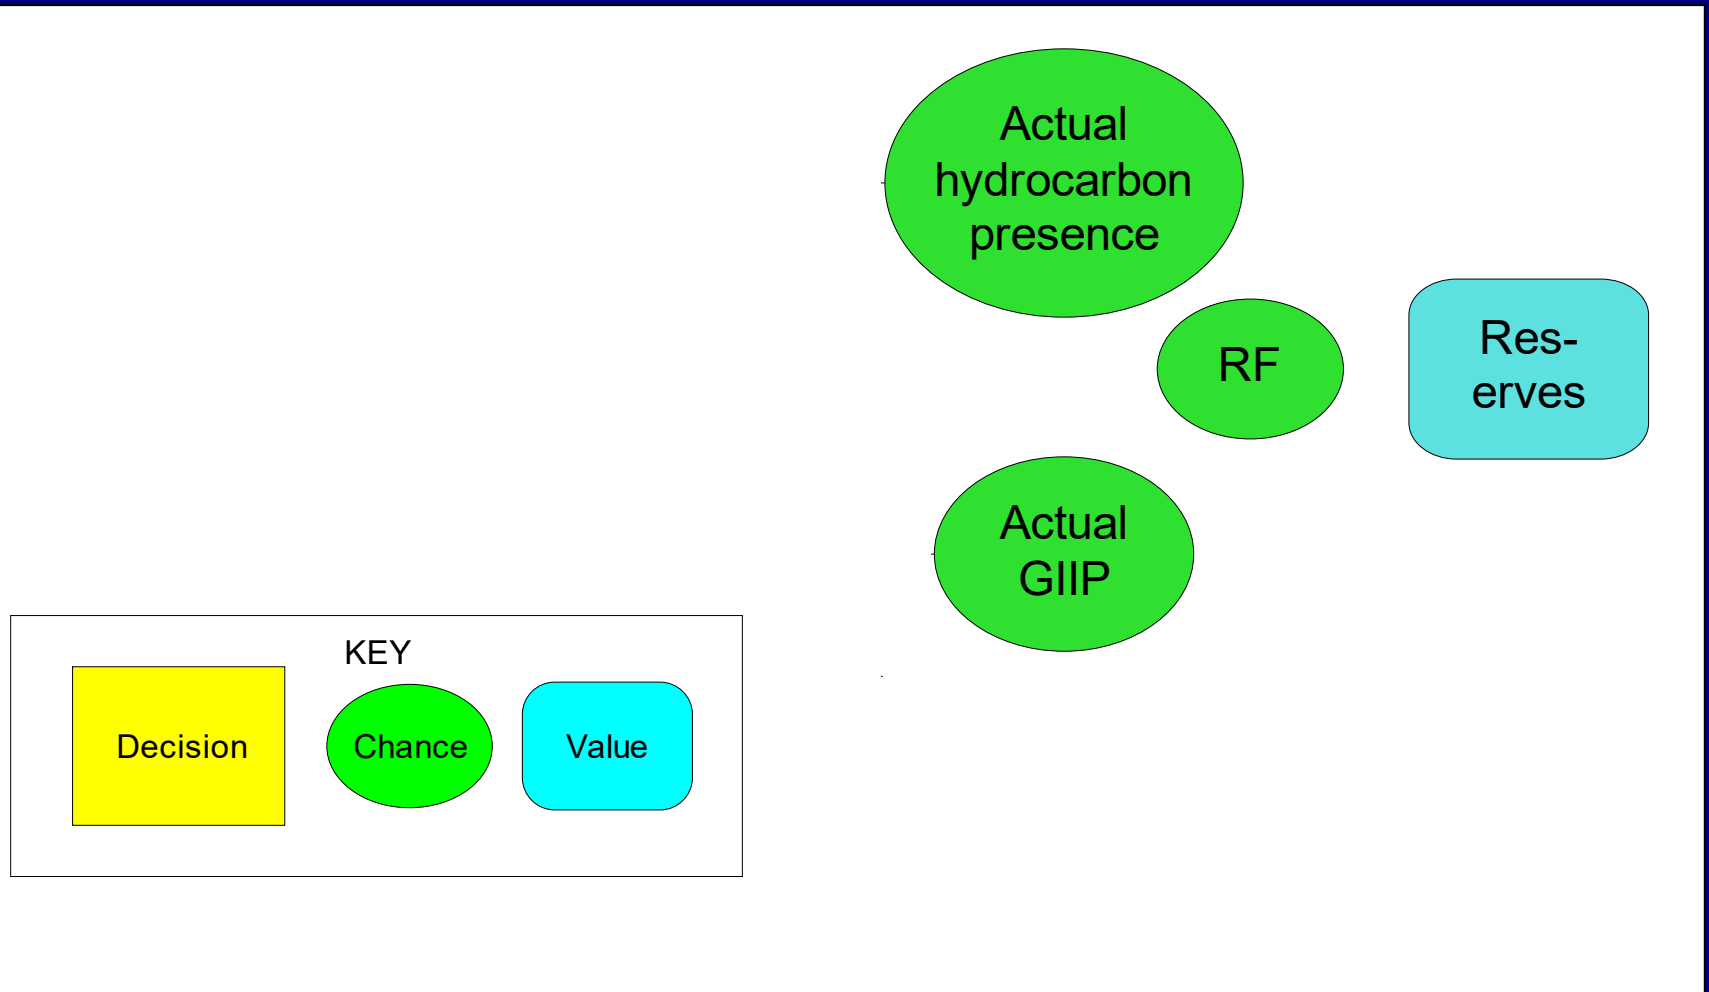 Actual
hydrocarbon
presence
RF
Res-
erves
Actual
GIIP
KEY
Decision
Chance
Value